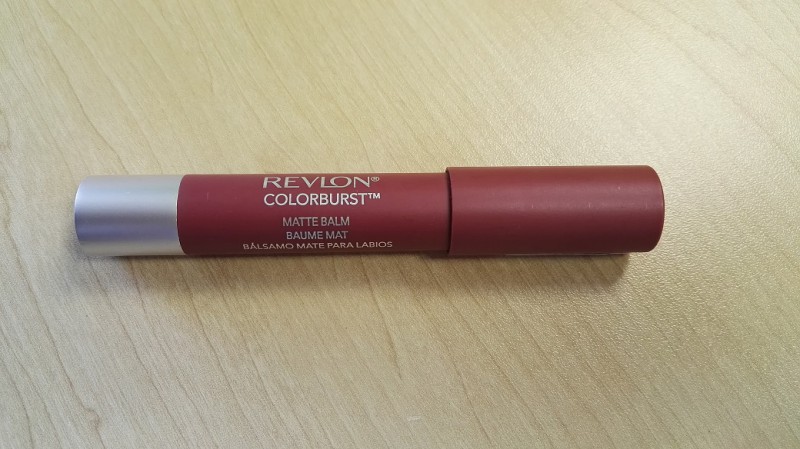 REVLON®
COLORBURST™
MATTE BALM
BAUME MAT
BÁLSAMO MATE PARA LABIOS